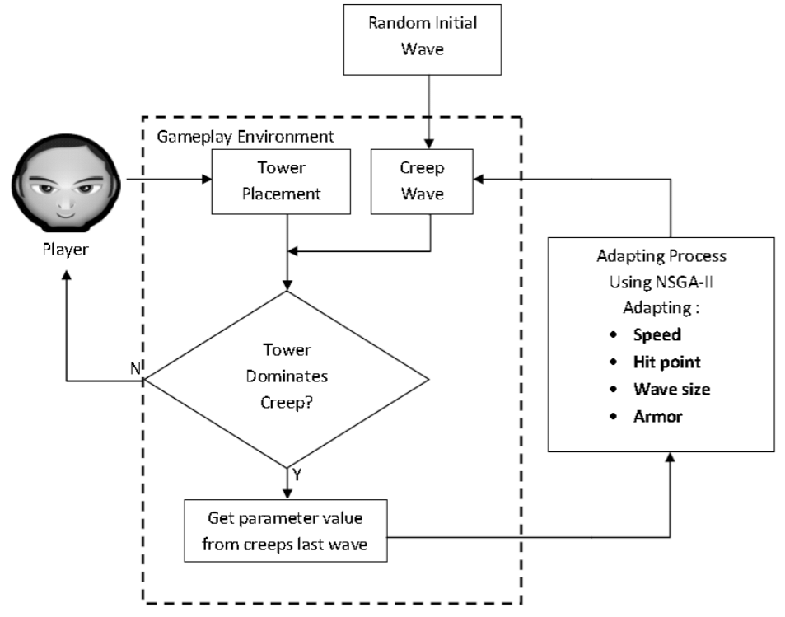 Random Initial
Wave
Gameplay Environment
Tower
Placement
Creep
Wave
Player
Adapting Process
Using NSGA-II
Adapting :
• Speed
• Hit point
• Wave size
• Armor
Tower
Dominates
Creep?
N
Y
Get parameter value
from creeps last wave